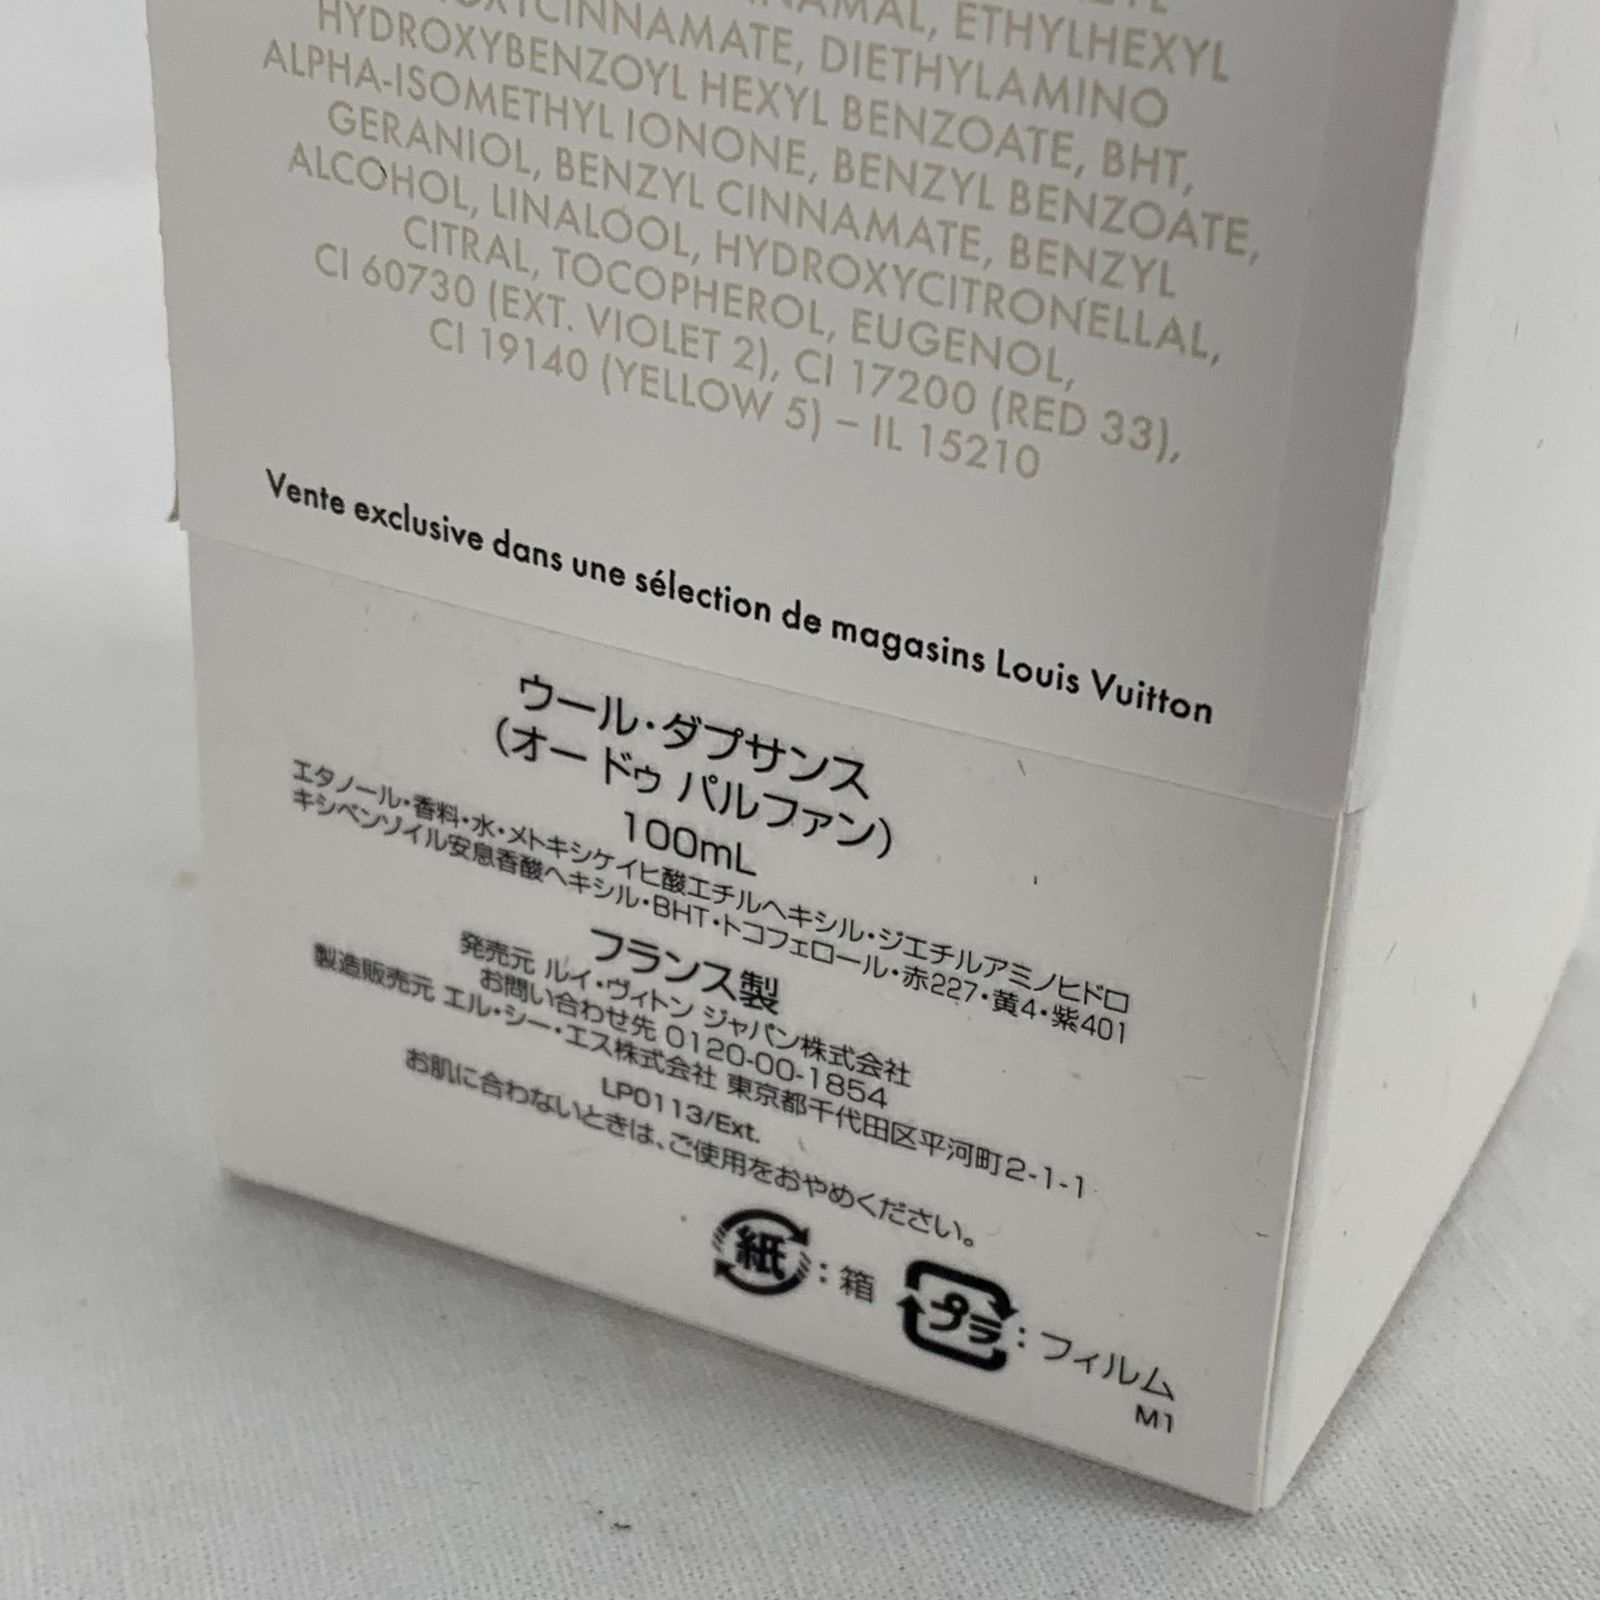 ETHYLHEXYL
DIETHYLAMINO
HYDROXYBENZOYL HEXYL BENZOATE, BHT,
ALPHA-ISOMETHYL IONONE, BENZYL BENZOATE,
GERANIOL, BENZYL CINNAMATE, BENZYL
ALCOHOL, LINALOOL, HYDROXYCITRONELLAL,
CITRAL, TOCOPHEROL, EUGENOL,
CI 60730 (EXT. VIOLET 2), CI 17200 (RED 33),
CI 19140 (YELLOW 5) – IL 15210
Vente exclusive dans une sélection de magasins Louis Vuitton
ウール・ダプサンス
（オー ドゥ パルファン）
100mL
エタノール・香料・水・メトキシケイヒ酸エチルヘキシル・ジエチルアミノヒドロ
キシベンゾイル安息香酸ヘキシル・BHT・トコフェロール・赤227・黄4・紫401
フランス製
発売元 ルイ・ヴィトン ジャパン株式会社
お問い合わせ先 0120-00-1854
製造販売元 エル・シー・エス株式会社 東京都千代田区平河町2-1-1
LP0113/Ext.
お肌に合わないときは、ご使用をおやめください。
紙：箱 プラ：フィルム
M1